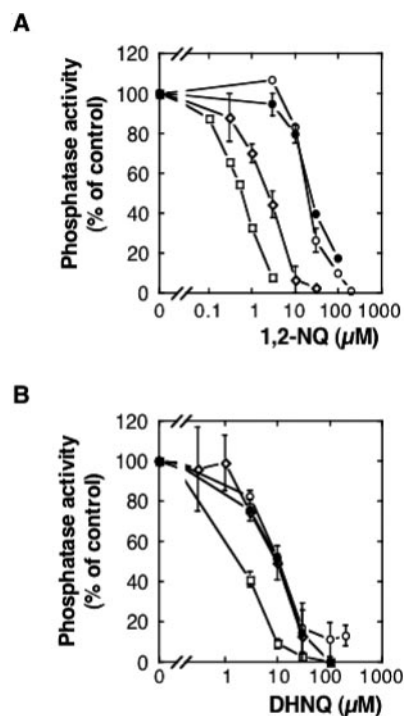 A
Phosphatase activity
(% of control)
120
100
80
60
40
20
0
0 0.1 1 10 100 1000
1,2-NQ (µM)
B
Phosphatase activity
(% of control)
120
100
80
60
40
20
0
0 1 10 100 1000
DHNQ (µM)